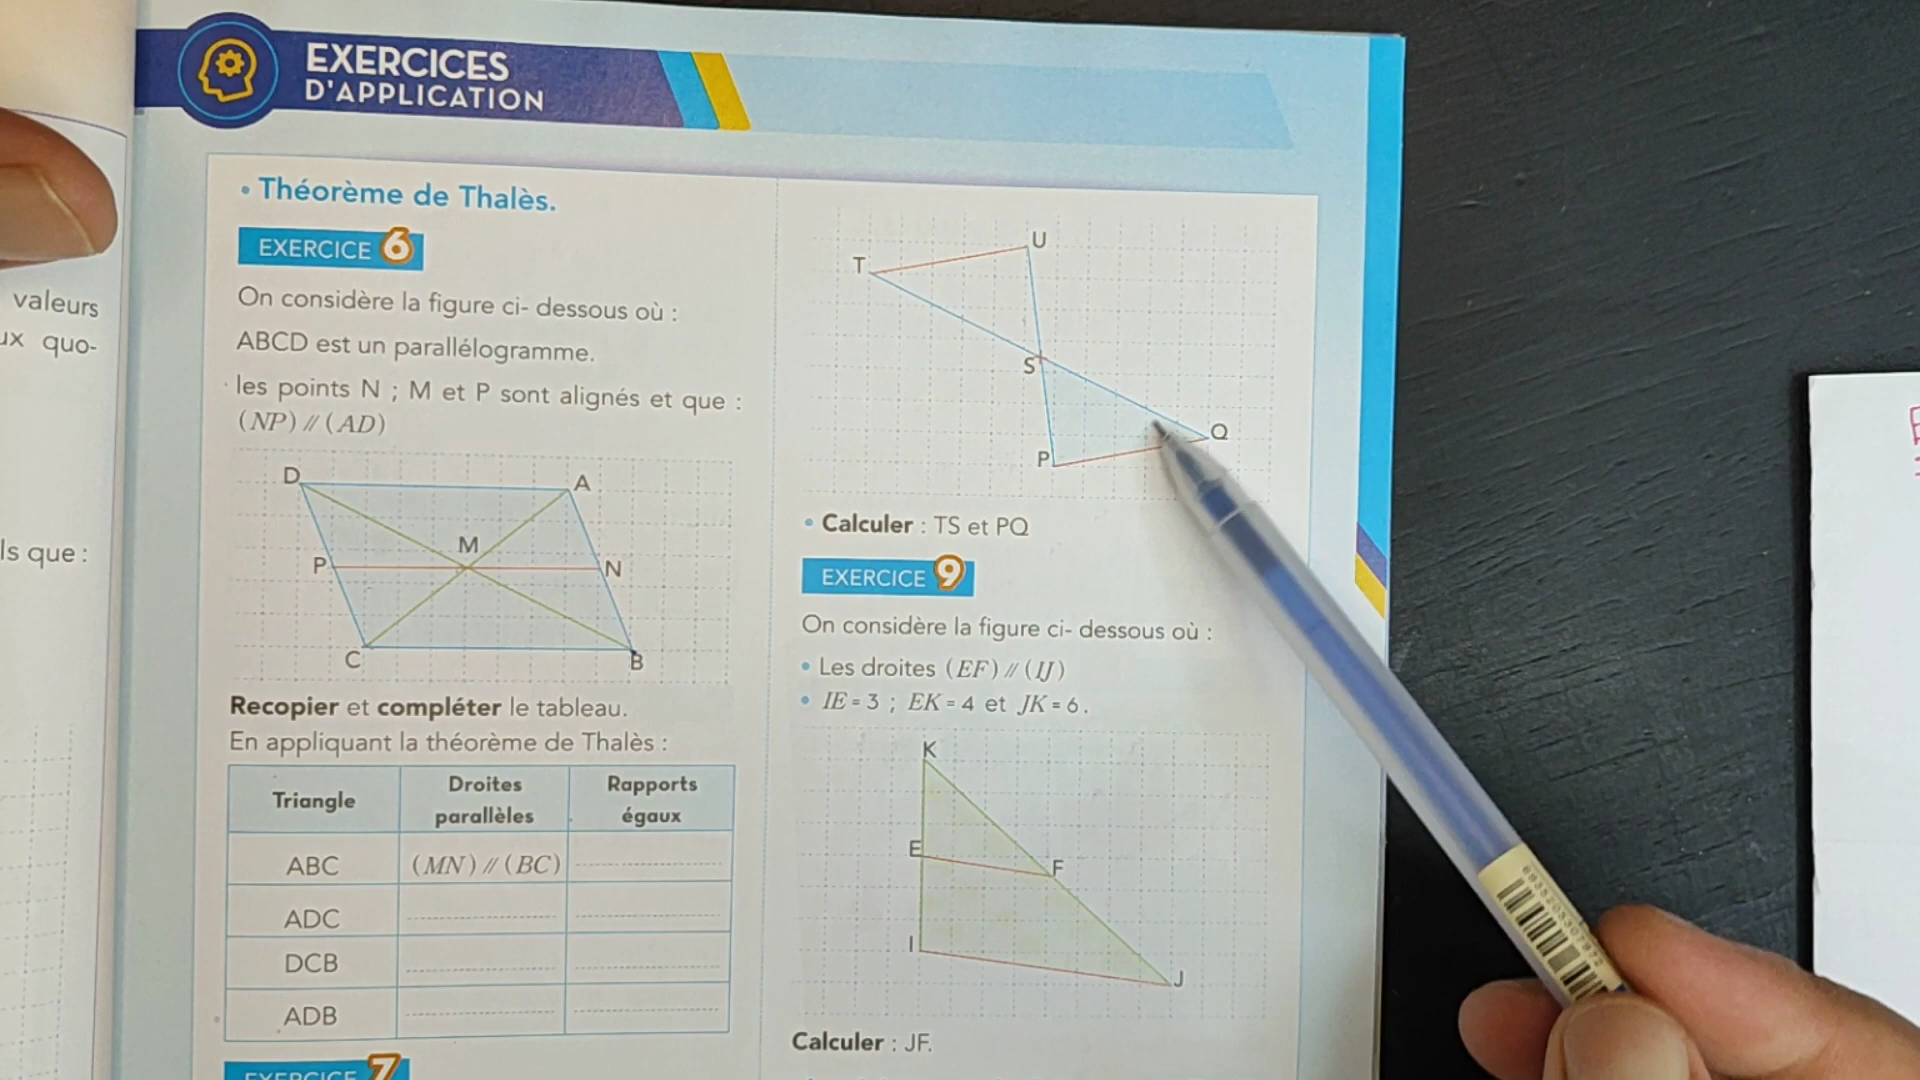 EXERCICES
D'APPLICATION
valeurs
ux quo-
ls que :
• Théorème de Thalès.
EXERCICE 6
On considère la figure ci- dessous où :
ABCD est un parallélogramme.
les points N ; M et P sont alignés et que :
(NP) // (AD)
D
A
M
P
N
C
B
Recopier et compléter le tableau.
En appliquant la théorème de Thalès :
Triangle
Droites
parallèles
Rapports
égaux
ABC
(MN) // (BC)
ADC
DCB
ADB
EXERCICE 7
U
T
S
Q
P
• Calculer : TS et PQ
EXERCICE 9
On considère la figure ci- dessous où :
• Les droites (EF) // (IJ)
• IE = 3 ; EK = 4 et JK = 6.
K
E
F
I
J
Calculer : JF.
6935205307972